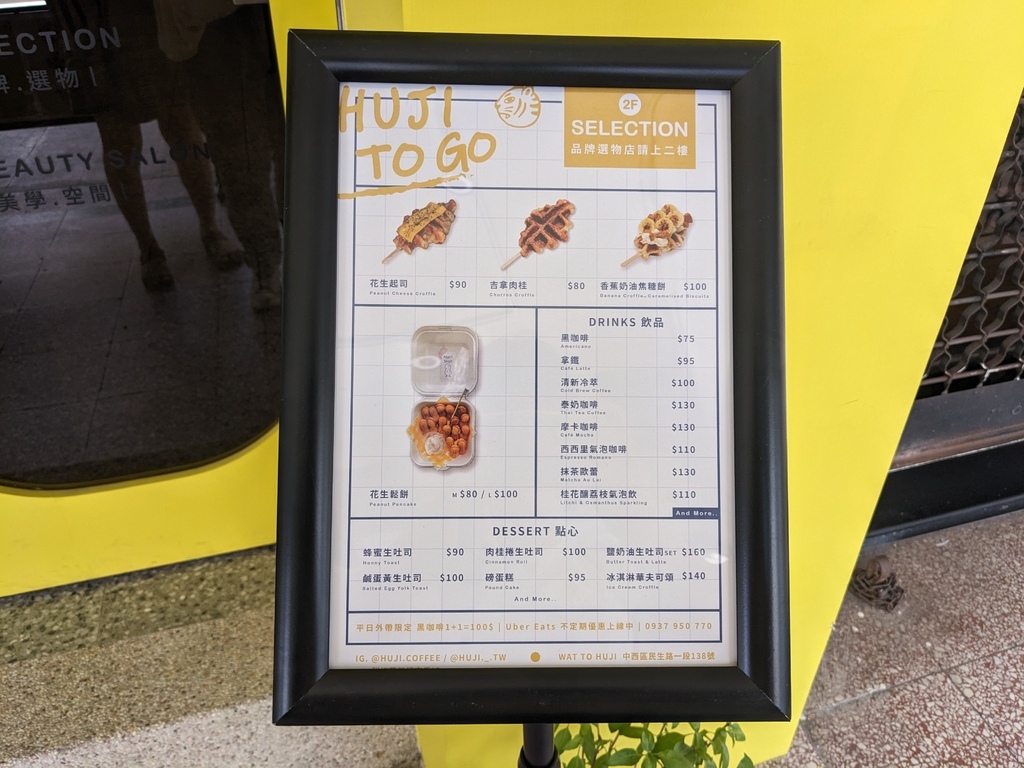 ECTION
牌.選物|
EAUTY SALON
美學.空間
HUJI
TO GO
2F
SELECTION
品牌選物店請上二樓
花生起司 $90
Peanut Cheese Croffle
吉拿肉桂 $80
Churros Croffle
香蕉奶油焦糖餅 $100
Banana Croffle, Caramelised Biscuits
花生鬆餅 M $80 / L $100
Peanut Pancake
DRINKS 飲品
黑咖啡 $75
Americano
拿鐵 $95
Café Latte
清新冷萃 $100
Cold Brew Coffee
泰奶咖啡 $130
Thai Tea Coffee
摩卡咖啡 $130
Café Mocha
西西里氣泡咖啡 $110
Espresso Romano
抹茶歐蕾 $130
Matcha Au Lai
桂花釀荔枝氣泡飲 $110
Litchi & Osmanthus Sparkling
And More..
DESSERT 點心
蜂蜜生吐司 $90
Honny Toast
肉桂捲生吐司 $100
Cinnamon Roll
鹽奶油生吐司SET $160
Butter Toast & Latte
鹹蛋黃生吐司 $100
Salted Egg Yolk Toast
磅蛋糕 $95
Pound Cake
冰淇淋華夫可頌 $140
Ice Cream Croffle
And More..
平日外帶限定 黑咖啡1+1=100$ | Uber Eats 不定期優惠上線中 | 0937 950 770
IG. @HUJI.COFFEE / @HUJI._.TW
WAT TO HUJI 中西區民生路一段138號